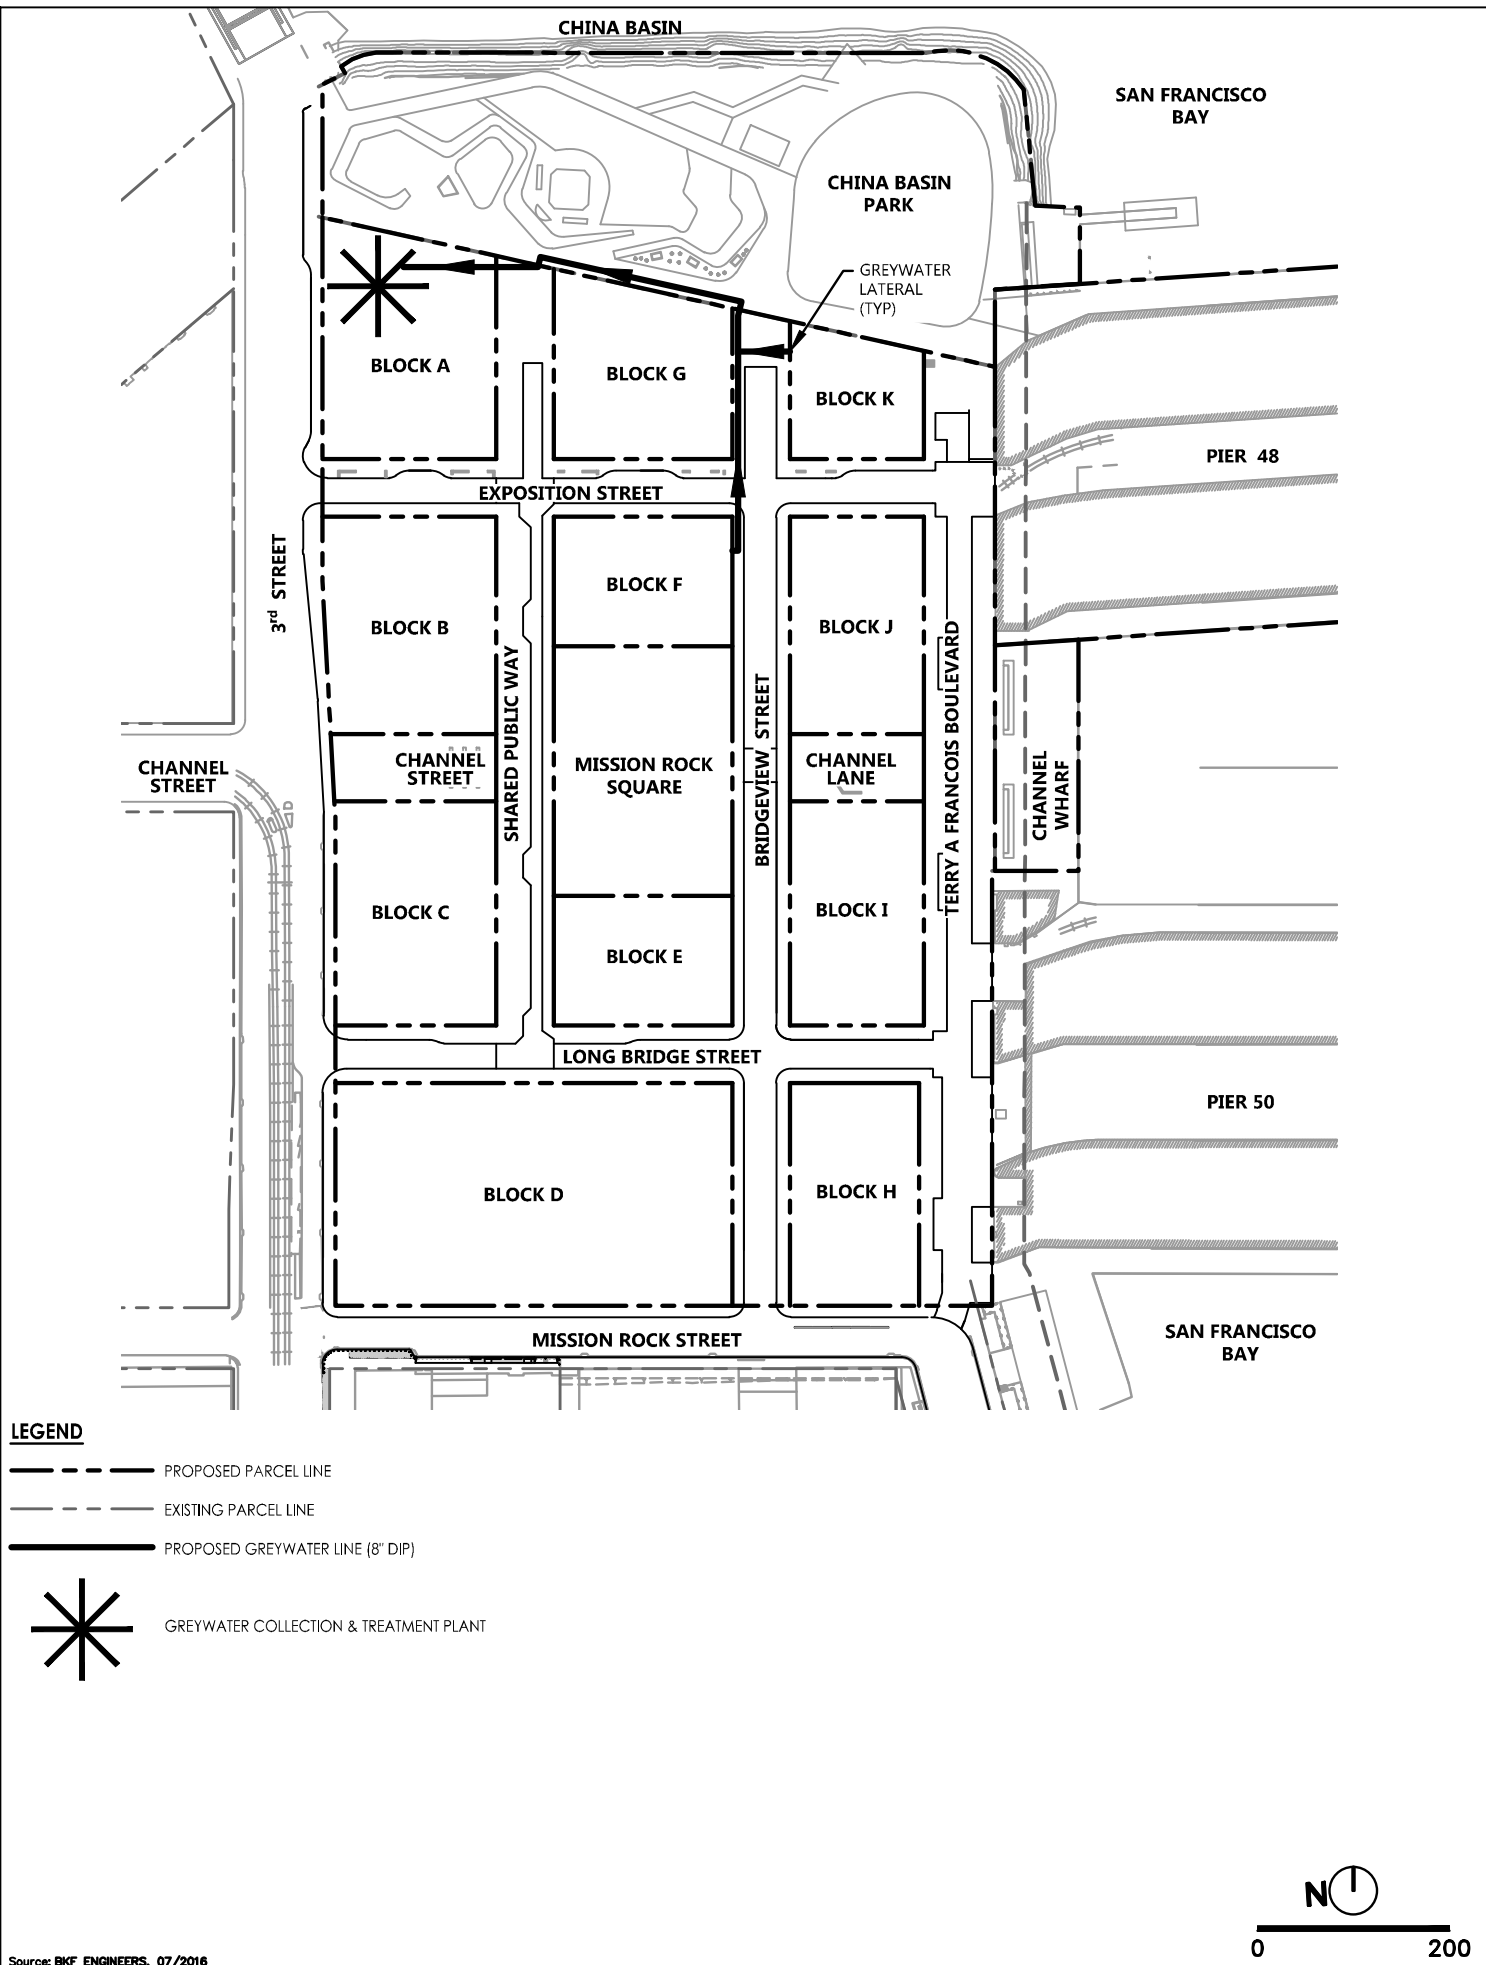 CHINA BASIN
SAN FRANCISCO
BAY
CHINA BASIN
PARK
GREYWATER
LATERAL
(TYP)
BLOCK A
BLOCK G
BLOCK K
PIER 48
EXPOSITION STREET
3rd STREET
BLOCK B
BLOCK F
BLOCK J
SHARED PUBLIC WAY
BRIDGEVIEW STREET
TERRY A FRANCOIS BOULEVARD
CHANNEL
STREET
CHANNEL
STREET
MISSION ROCK
SQUARE
CHANNEL
LANE
CHANNEL
WHARF
BLOCK C
BLOCK E
BLOCK I
LONG BRIDGE STREET
PIER 50
BLOCK D
BLOCK H
MISSION ROCK STREET
SAN FRANCISCO
BAY
LEGEND
PROPOSED PARCEL LINE
EXISTING PARCEL LINE
PROPOSED GREYWATER LINE (8" DIP)
GREYWATER COLLECTION & TREATMENT PLANT
N
0 200
Source: BKF ENGINEERS, 07/2016